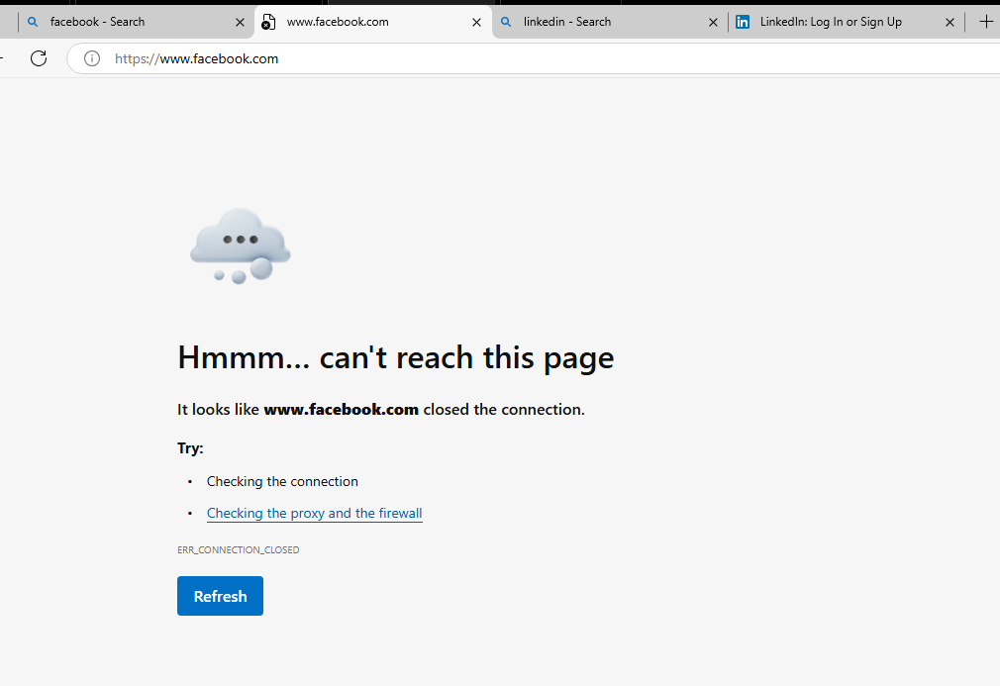 facebook - Search
www.facebook.com
linkedin - Search
LinkedIn: Log In or Sign Up
https://www.facebook.com
Hmmm... can't reach this page
It looks like www.facebook.com closed the connection.
Try:
• Checking the connection
• Checking the proxy and the firewall
ERR_CONNECTION_CLOSED
Refresh